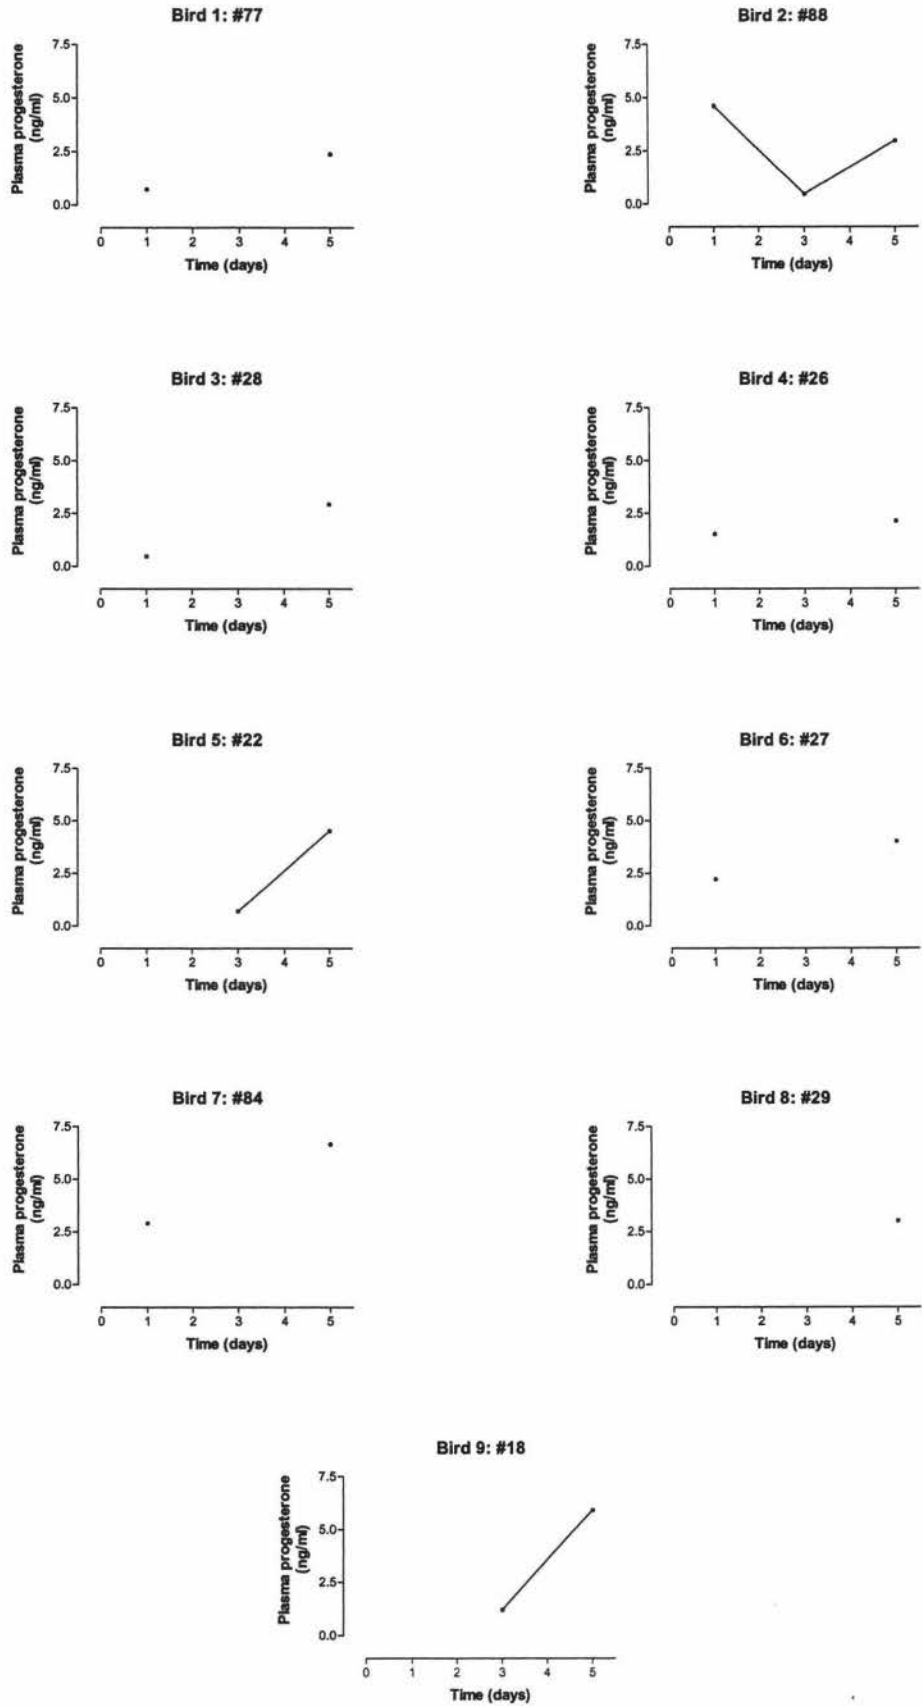 Bird 1: #77
Plasma progesterone
(ng/ml)
7.5
5.0
2.5
0.0
0 1 2 3 4 5
Time (days)
Bird 2: #88
Plasma progesterone
(ng/ml)
7.5
5.0
2.5
0.0
0 1 2 3 4 5
Time (days)
Bird 3: #28
Plasma progesterone
(ng/ml)
7.5
5.0
2.5
0.0
0 1 2 3 4 5
Time (days)
Bird 4: #26
Plasma progesterone
(ng/ml)
7.5
5.0
2.5
0.0
0 1 2 3 4 5
Time (days)
Bird 5: #22
Plasma progesterone
(ng/ml)
7.5
5.0
2.5
0.0
0 1 2 3 4 5
Time (days)
Bird 6: #27
Plasma progesterone
(ng/ml)
7.5
5.0
2.5
0.0
0 1 2 3 4 5
Time (days)
Bird 7: #84
Plasma progesterone
(ng/ml)
7.5
5.0
2.5
0.0
0 1 2 3 4 5
Time (days)
Bird 8: #29
Plasma progesterone
(ng/ml)
7.5
5.0
2.5
0.0
0 1 2 3 4 5
Time (days)
Bird 9: #18
Plasma progesterone
(ng/ml)
7.5
5.0
2.5
0.0
0 1 2 3 4 5
Time (days)